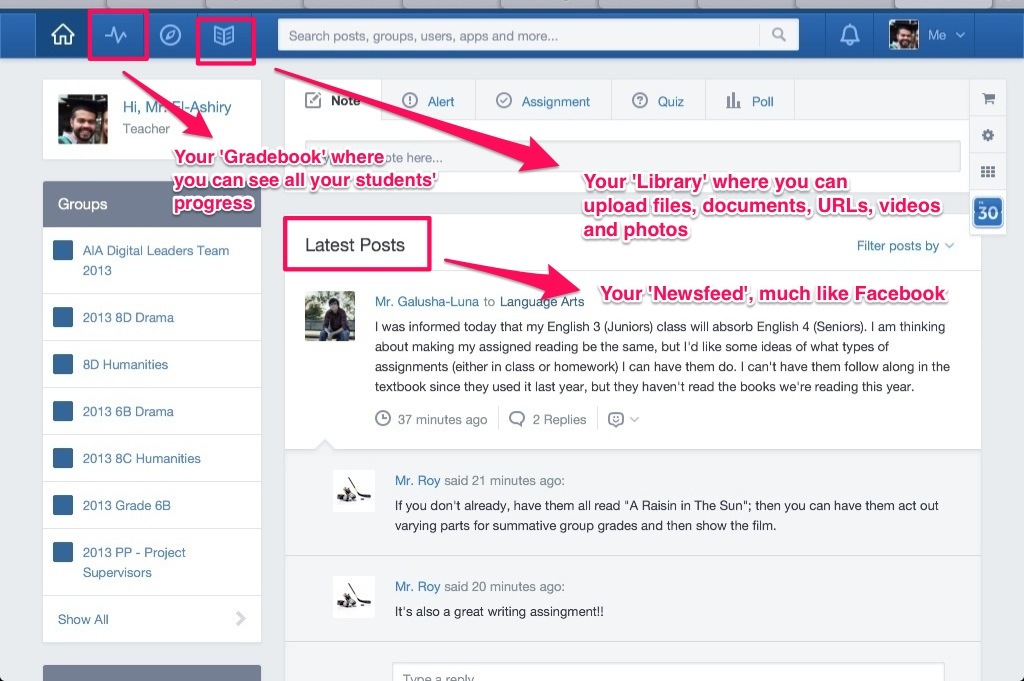 Search posts, groups, users, apps and more...
Me
Hi, Mr. El-Ashiry
Teacher
Note
Alert
Assignment
Quiz
Poll
note here...
Your 'Gradebook' where
you can see all your students'
progress
Your 'Library' where you can
upload files, documents, URLs, videos
and photos
30
Groups
AIA Digital Leaders Team
2013
2013 8D Drama
8D Humanities
2013 6B Drama
2013 8C Humanities
2013 Grade 6B
2013 PP - Project
Supervisors
Show All
Latest Posts
Filter posts by
Your 'Newsfeed', much like Facebook
Mr. Galusha-Luna to Language Arts
I was informed today that my English 3 (Juniors) class will absorb English 4 (Seniors). I am thinking
about making my assigned reading be the same, but I'd like some ideas of what types of
assignments (either in class or homework) I can have them do. I can't have them follow along in the
textbook since they used it last year, but they haven't read the books we're reading this year.
37 minutes ago
2 Replies
Mr. Roy said 21 minutes ago:
If you don't already, have them all read "A Raisin in The Sun"; then you can have them act out
varying parts for summative group grades and then show the film.
Mr. Roy said 20 minutes ago:
It's also a great writing assingment!!
Type a reply